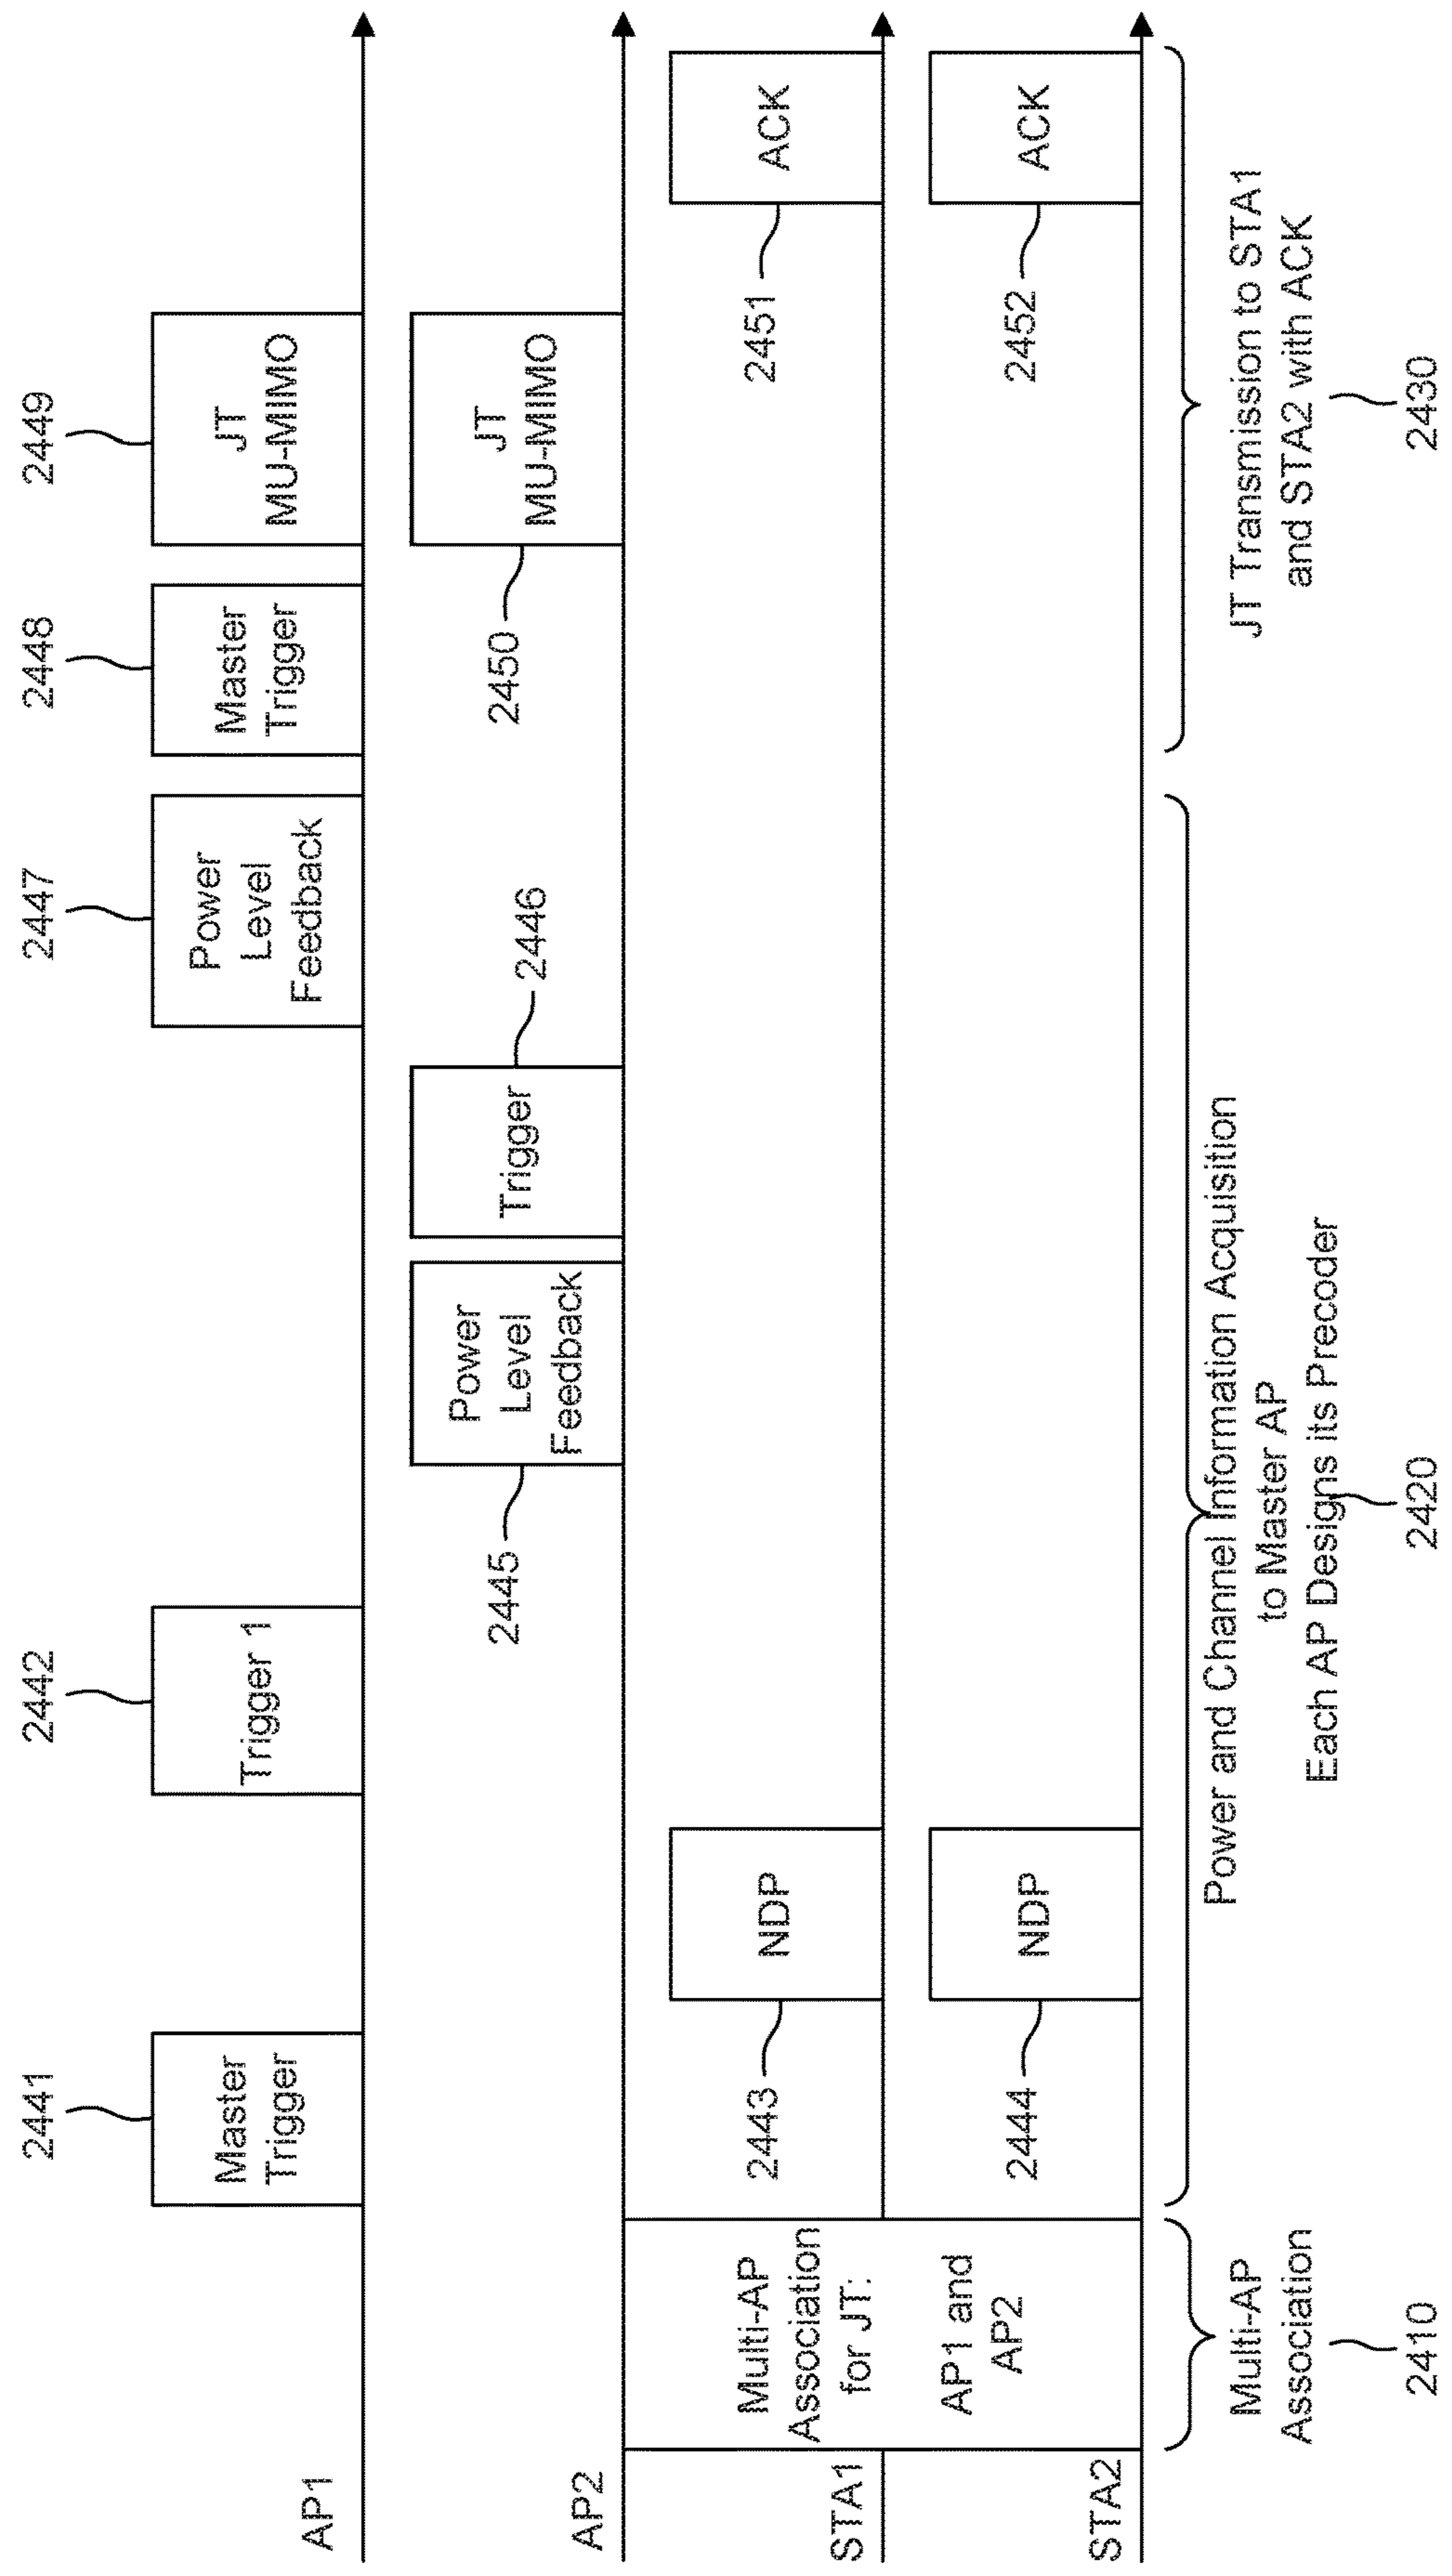 2441
2442
2447
2448
2449
AP1
Master
Trigger
Trigger 1
Power
Level
Feedback
Master
Trigger
JT
MU-MIMO
AP2
2445
Power
Level
Feedback
Trigger
2446
2450
JT
MU-MIMO
STA1
Multi-AP
Association
for JT:
AP1 and
AP2
2443
NDP
2451
ACK
STA2
2444
NDP
2452
ACK
Multi-AP
Association
2410
Power and Channel Information Acquisition
to Master AP
Each AP Designs its Precoder
2420
JT Transmission to STA1
and STA2 with ACK
2430